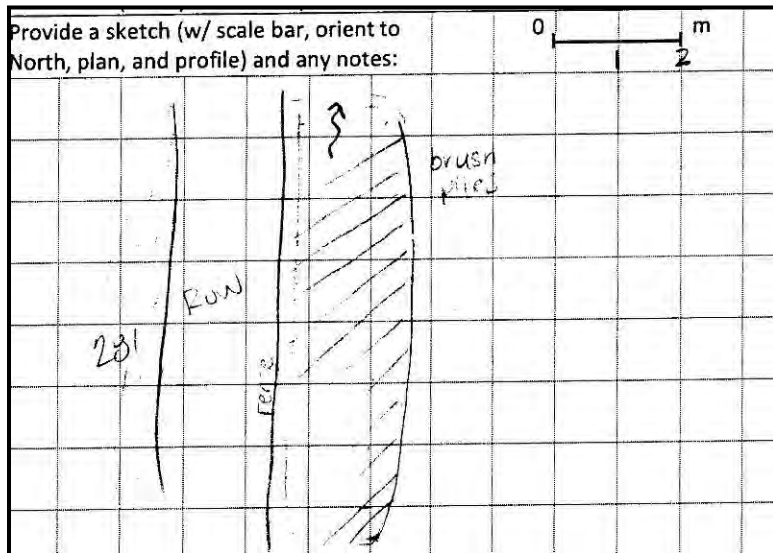 Provide a sketch (w/ scale bar, orient to
North, plan, and profile) and any notes:
0 m
1 2
brush
piles
ROW
231
Fence